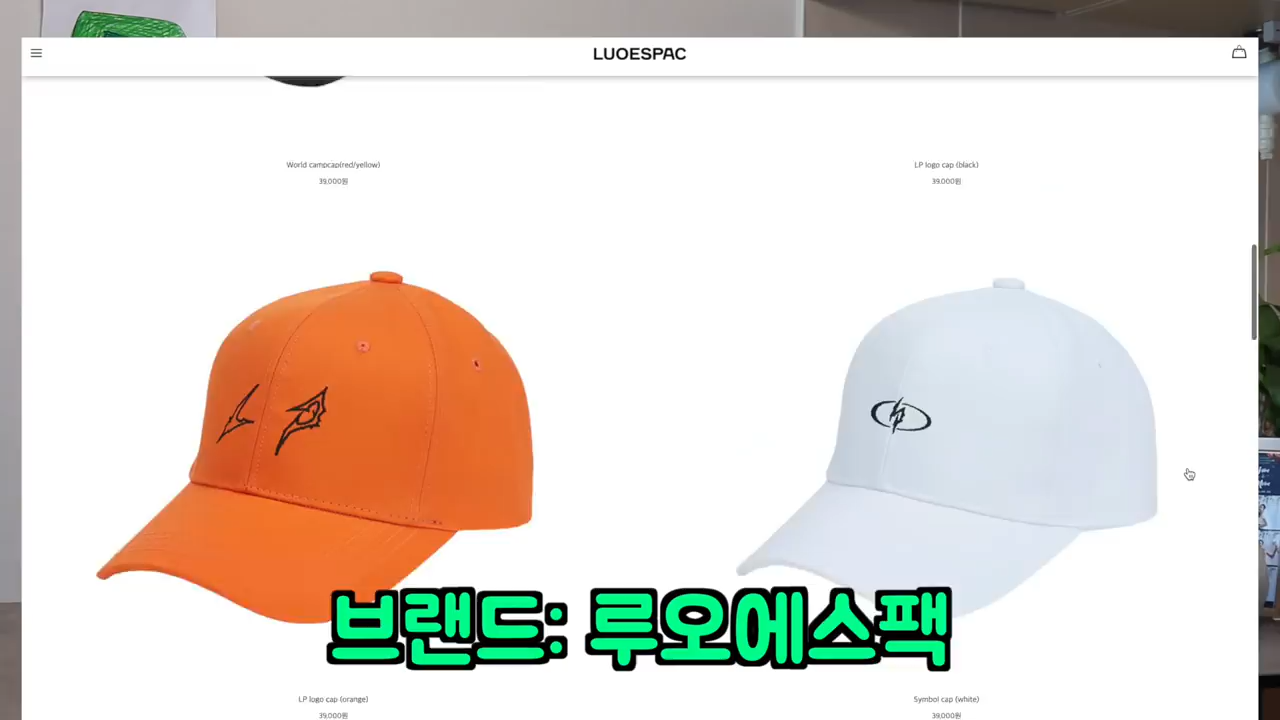 LUOESPAC
World campcap(red/yellow)
39,000원
LP logo cap (black)
39,000원
L P
브랜드: 루오에스팩
LP logo cap (orange)
39,000원
Symbol cap (white)
39,000원